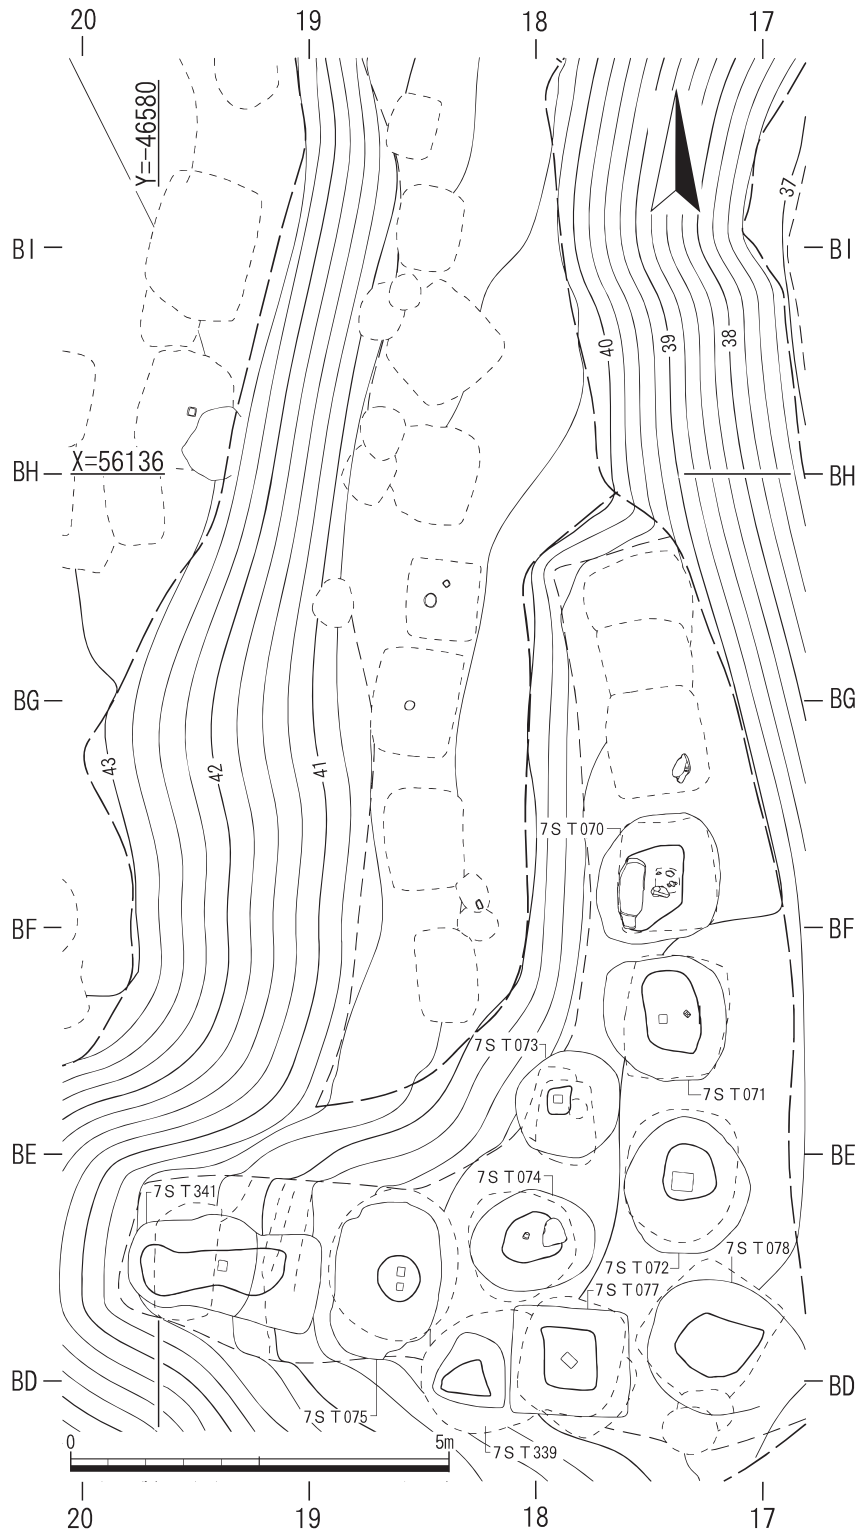 20 19 18 17
Y=-46580
37
BI BI
40 39 38
BH X=56136 BH
BG BG
43 42 41
7ST070
BF BF
7ST073
7ST071
BE BE
7ST074
7ST341
7ST072
7ST078
7ST077
BD BD
7ST075
0 5m
7ST339
20 19 18 17